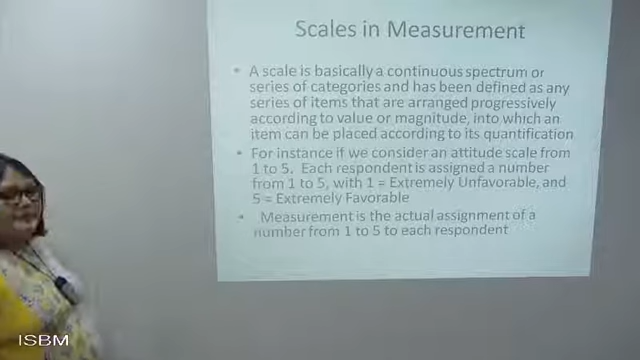 Scales in Measurement
• A scale is basically a continuous spectrum or
series of categories and has been defined as any
series of items that are arranged progressively
according to value or magnitude, into which an
item can be placed according to its quantification
• For instance if we consider an attitude scale from
1 to 5. Each respondent is assigned a number
from 1 to 5, with 1 = Extremely Unfavorable, and
5 = Extremely Favorable
• Measurement is the actual assignment of a
number from 1 to 5 to each respondent
ISBM